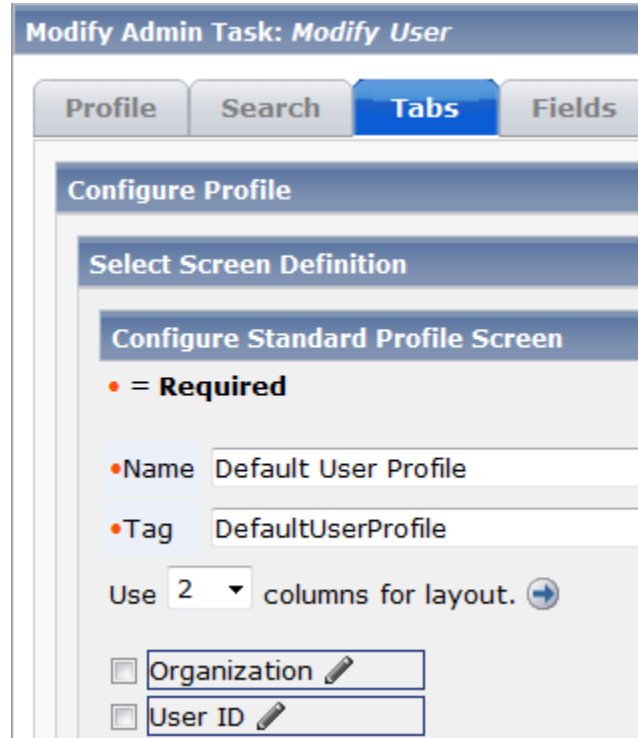 Modify Admin Task: Modify User
Profile Search Tabs Fields
Configure Profile
Select Screen Definition
Configure Standard Profile Screen
• = Required
•Name Default User Profile
•Tag DefaultUserProfile
Use 2 columns for layout.
Organization
User ID